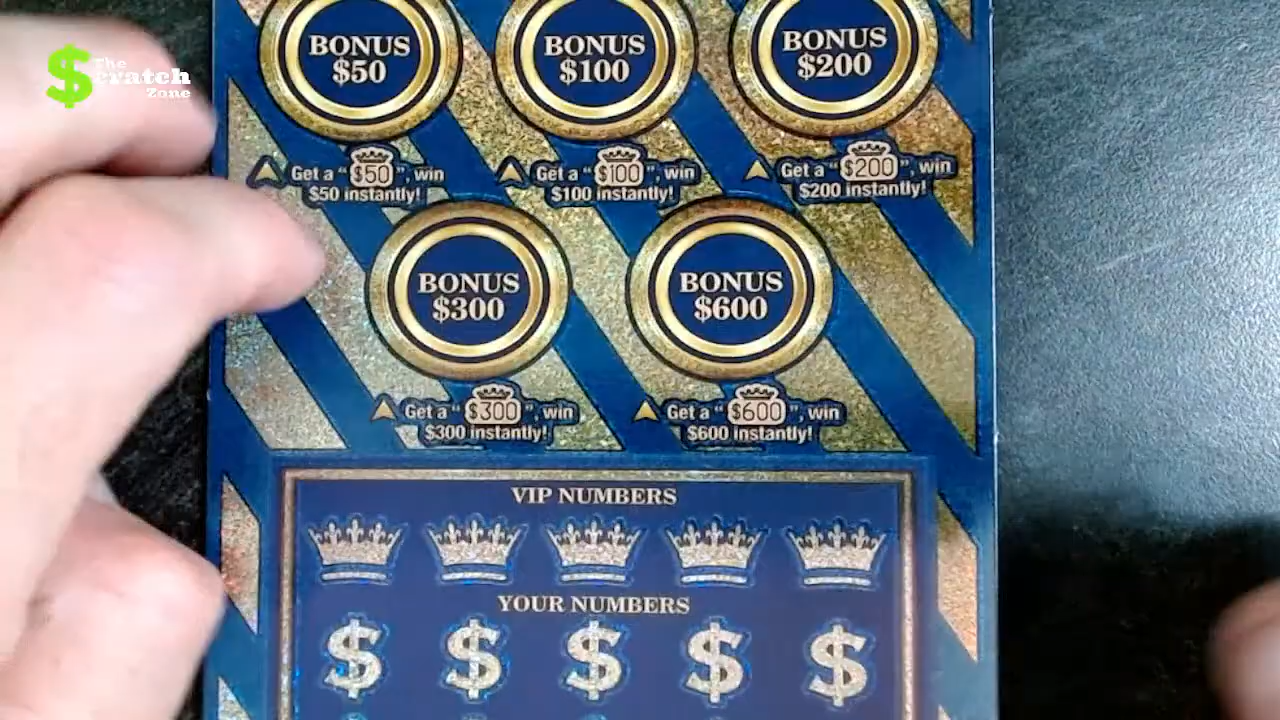 The
$cratch
Zone
BONUS
$50
BONUS
$100
BONUS
$200
Get a "$50", win
$50 instantly!
Get a "$100", win
$100 instantly!
Get a "$200", win
$200 instantly!
BONUS
$300
BONUS
$600
Get a "$300", win
$300 instantly!
Get a "$600", win
$600 instantly!
VIP NUMBERS
YOUR NUMBERS
$ $ $ $ $